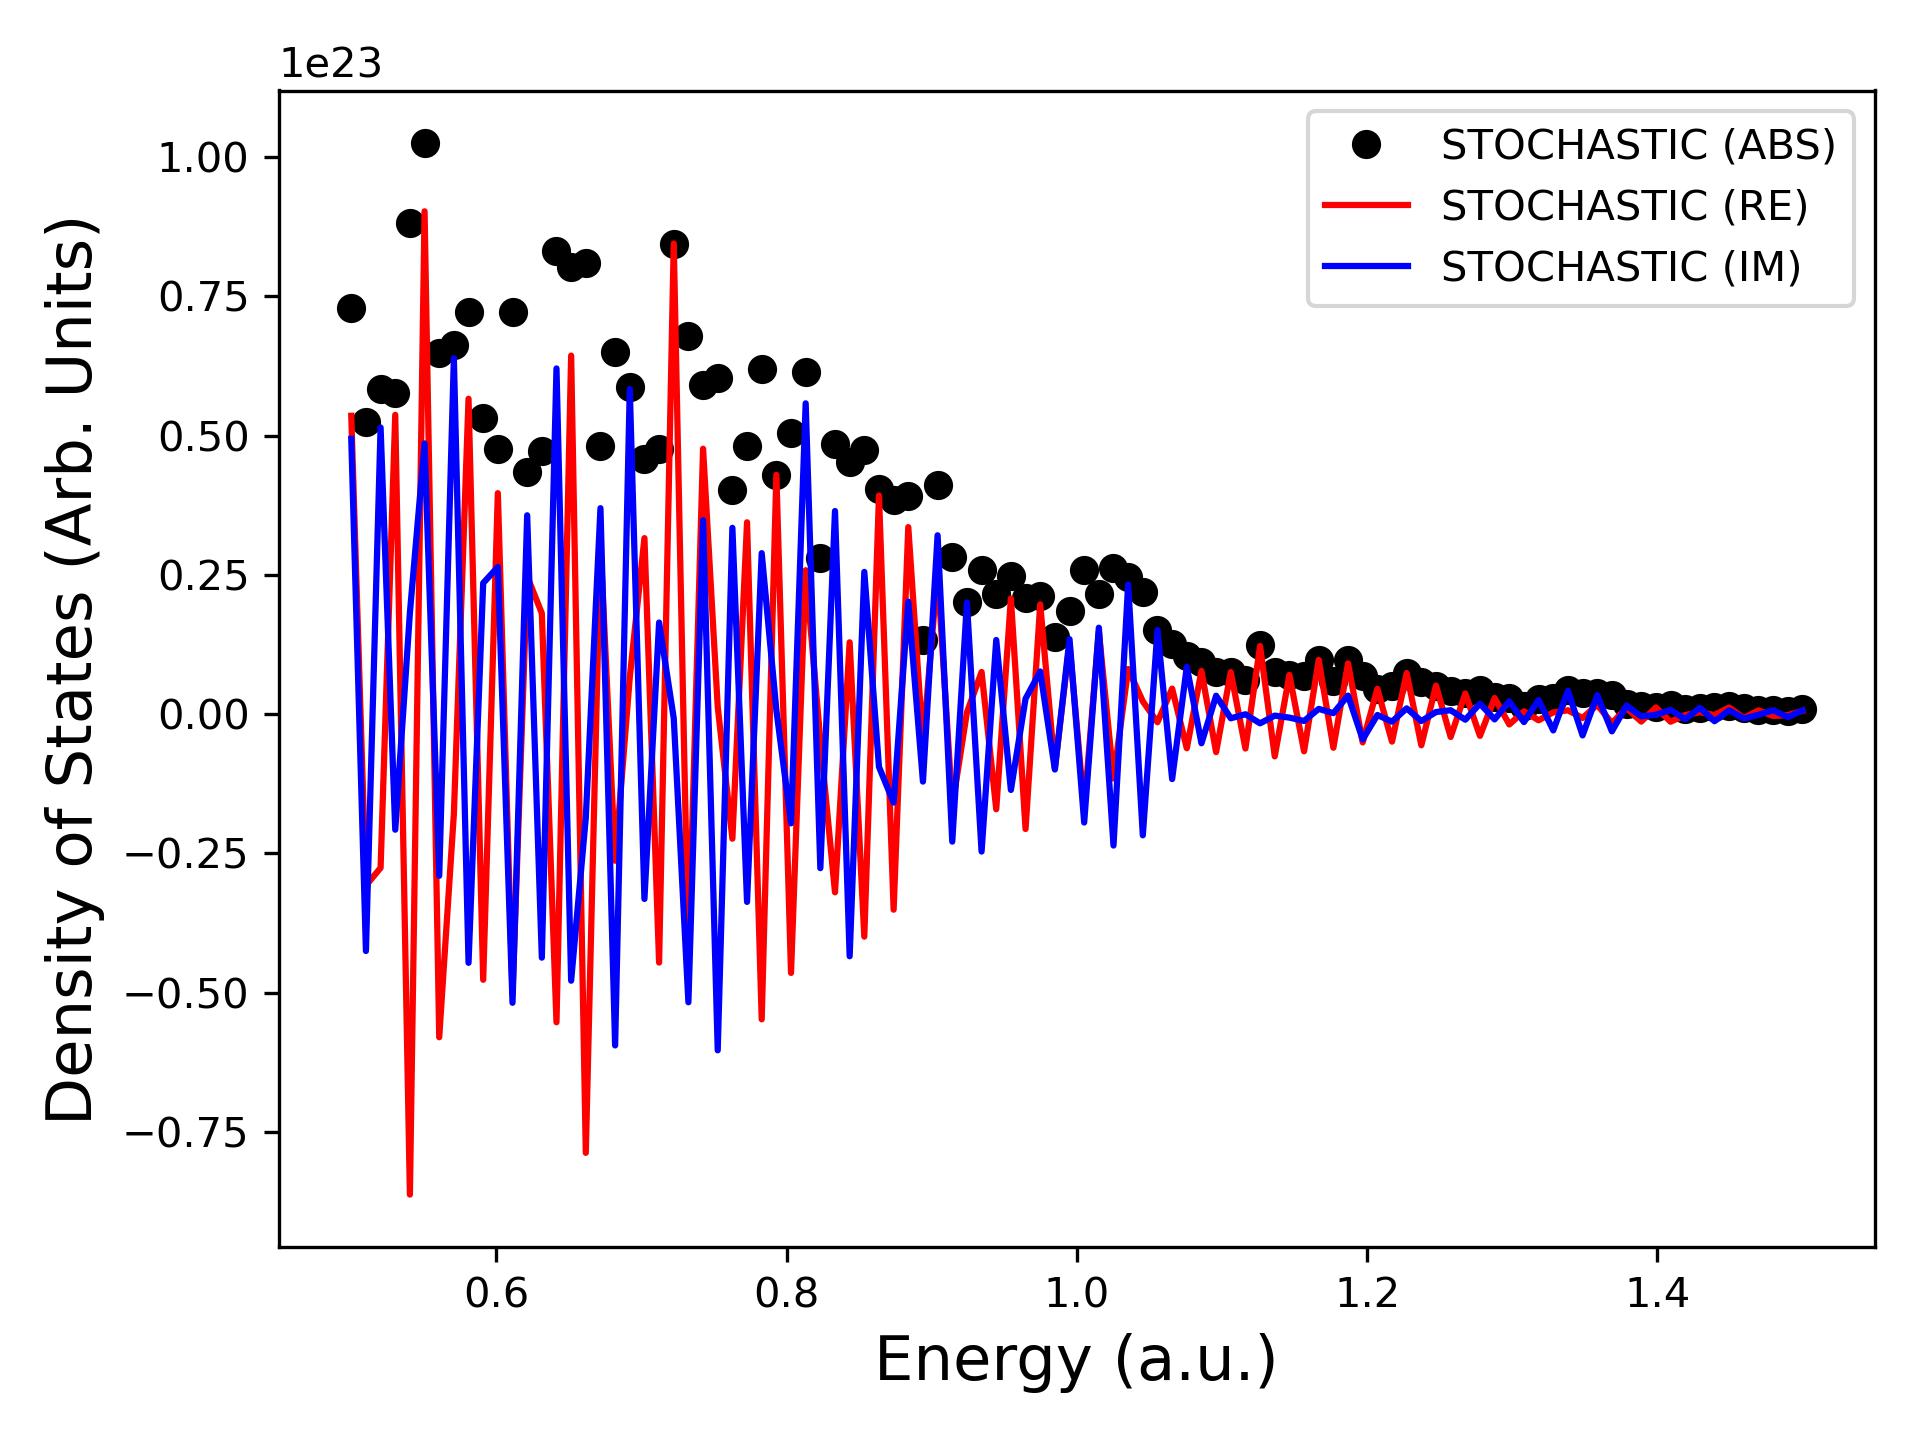 1e23
1.00
0.75
0.50
0.25
0.00
−0.25
−0.50
−0.75
Density of States (Arb. Units)
STOCHASTIC (ABS)
STOCHASTIC (RE)
STOCHASTIC (IM)
0.6 0.8 1.0 1.2 1.4
Energy (a.u.)